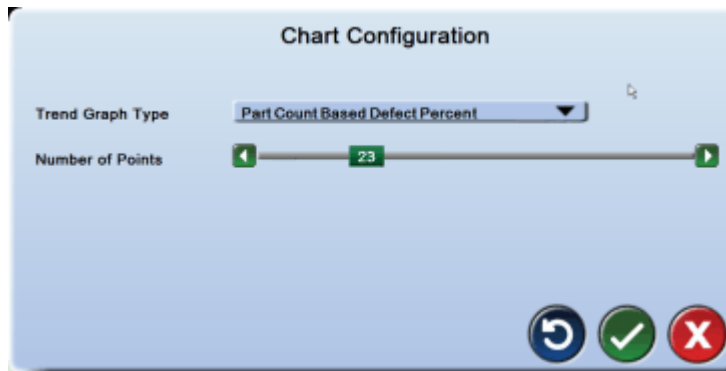 Chart Configuration
Trend Graph Type Part Count Based Defect Percent
Number of Points 23